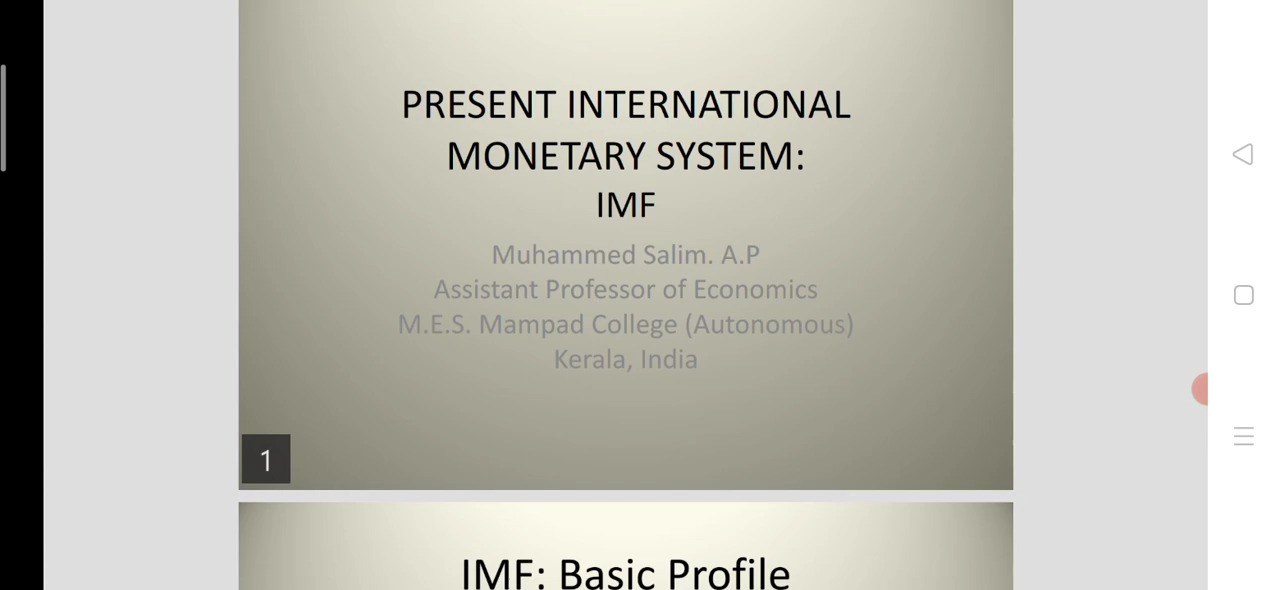 PRESENT INTERNATIONAL
MONETARY SYSTEM:
IMF
Muhammed Salim. A.P
Assistant Professor of Economics
M.E.S. Mampad College (Autonomous)
Kerala, India
1
IMF: Basic Profile